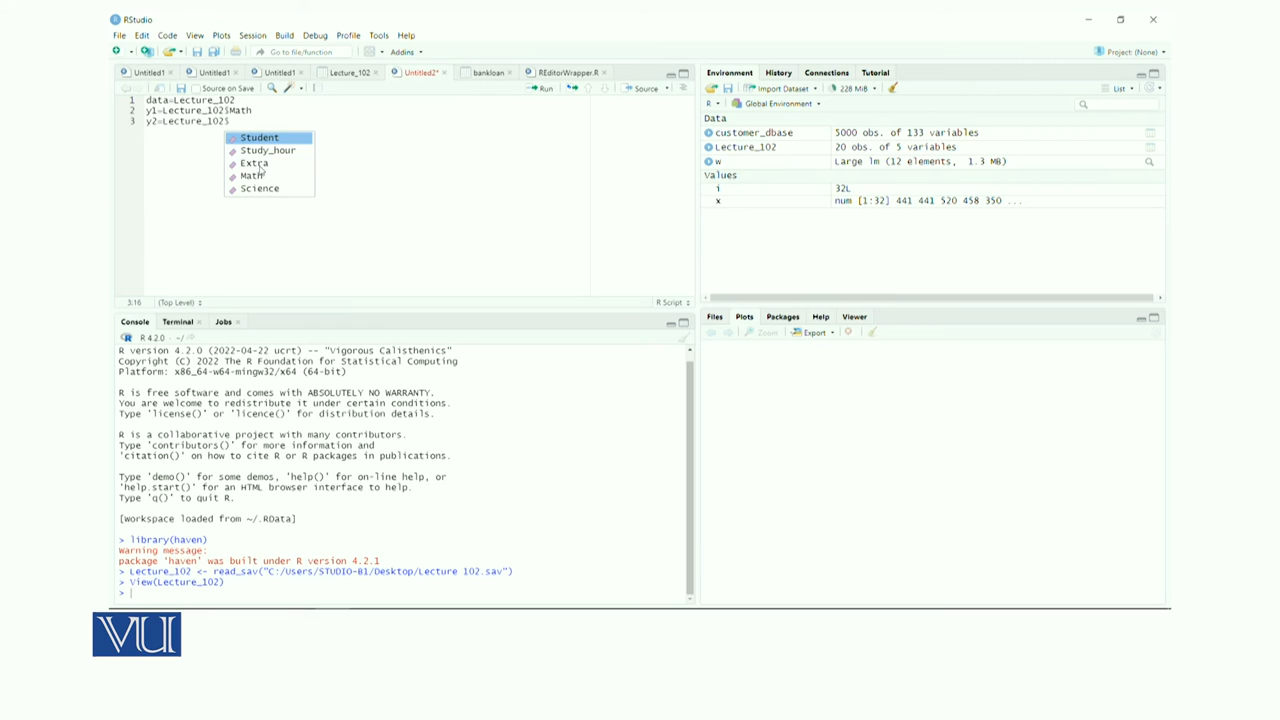 RStudio
File Edit Code View Plots Session Build Debug Profile Tools Help
Go to file/function Addins Project: (None)
Untitled1 Untitled1 Untitled1 Lecture_102 Untitled2* bankloan REditorWrapper.R
Source on Save Run Source
1 data=Lecture_102
2 y1=Lecture_102$Math
3 y2=Lecture_102$
Student
Study_hour
Extra
Math
Science
3:16 (Top Level) R Script
Console Terminal Jobs
R 4.2.0 · ~/
R version 4.2.0 (2022-04-22 ucrt) -- "Vigorous Calisthenics"
Copyright (C) 2022 The R Foundation for Statistical Computing
Platform: x86_64-w64-mingw32/x64 (64-bit)
R is free software and comes with ABSOLUTELY NO WARRANTY.
You are welcome to redistribute it under certain conditions.
Type 'license()' or 'licence()' for distribution details.
R is a collaborative project with many contributors.
Type 'contributors()' for more information and
'citation()' on how to cite R or R packages in publications.
Type 'demo()' for some demos, 'help()' for on-line help, or
'help.start()' for an HTML browser interface to help.
Type 'q()' to quit R.
[Workspace loaded from ~/.RData]
> library(haven)
Warning message:
package 'haven' was built under R version 4.2.1
> Lecture_102 <- read_sav("C:/Users/STUDIO-B1/Desktop/Lecture 102.sav")
> View(Lecture_102)
>
Environment History Connections Tutorial
Import Dataset 228 MiB List
R Global Environment
Data
customer_dbase 5000 obs. of 133 variables
Lecture_102 20 obs. of 5 variables
w Large lm (12 elements, 1.3 MB)
Values
i 32L
x num [1:32] 441 441 520 458 350 ...
Files Plots Packages Help Viewer
Zoom Export
VU